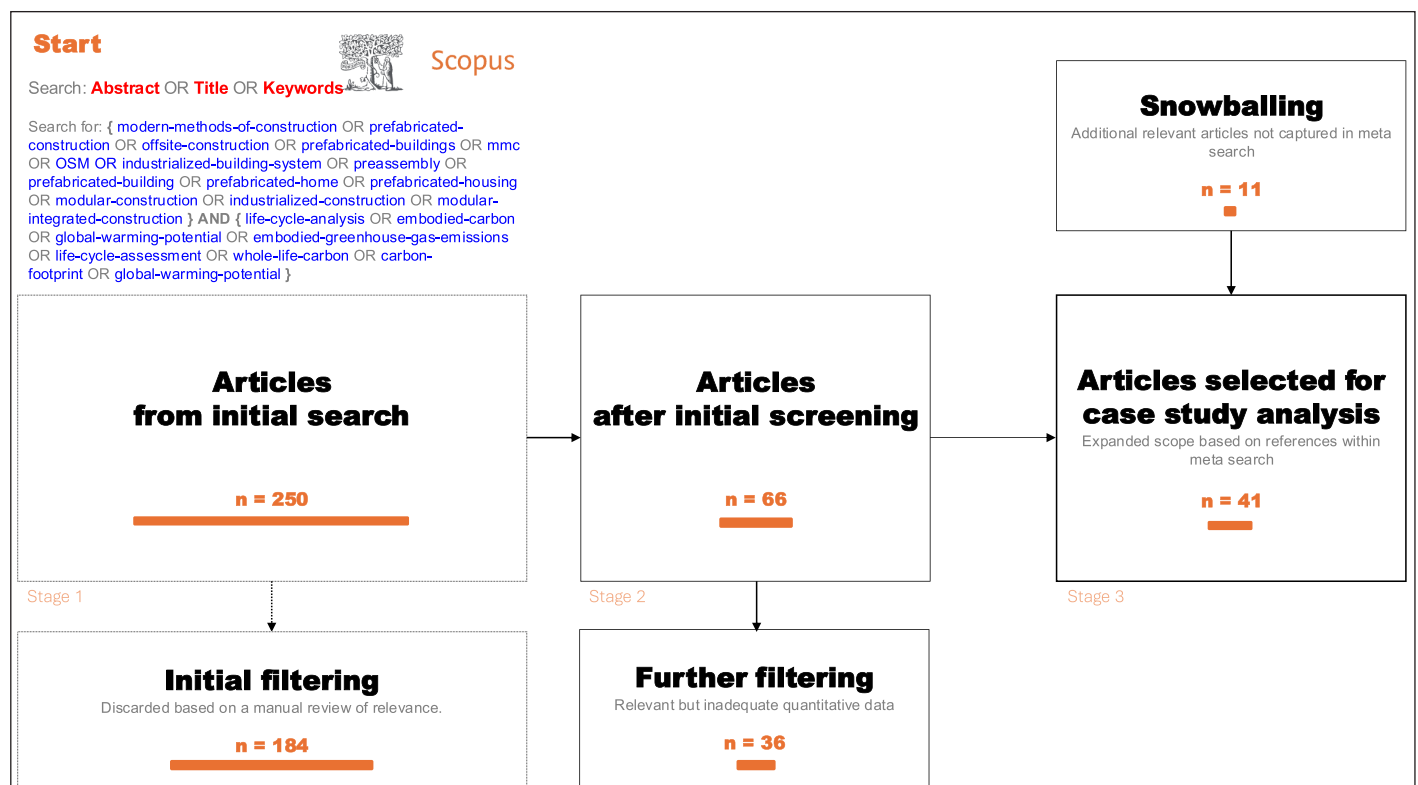 Start
Scopus
Search: Abstract OR Title OR Keywords
Search for: { modern-methods-of-construction OR prefabricated-
construction OR offsite-construction OR prefabricated-buildings OR mmc
OR OSM OR industrialized-building-system OR preassembly OR
prefabricated-building OR prefabricated-home OR prefabricated-housing
OR modular-construction OR industrialized-construction OR modular-
integrated-construction } AND { life-cycle-analysis OR embodied-carbon
OR global-warming-potential OR embodied-greenhouse-gas-emissions
OR life-cycle-assessment OR whole-life-carbon OR carbon-
footprint OR global-warming-potential }
Snowballing
Additional relevant articles not captured in meta
search
n = 11
Articles
from initial search
n = 250
Stage 1
Articles
after initial screening
n = 66
Stage 2
Articles selected for
case study analysis
Expanded scope based on references within
meta search
n = 41
Stage 3
Initial filtering
Discarded based on a manual review of relevance.
n = 184
Further filtering
Relevant but inadequate quantitative data
n = 36